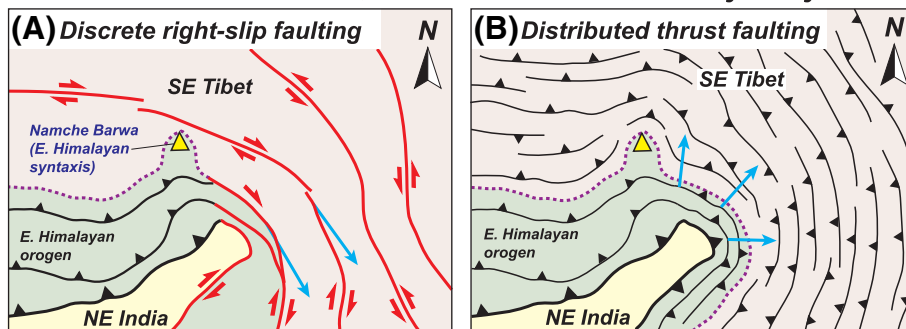 (A) Discrete right-slip faulting
N
SE Tibet
Namche Barwa
(E. Himalayan
syntaxis)
E. Himalayan
orogen
NE India
(B) Distributed thrust faulting
N
SE Tibet
E. Himalayan
orogen
NE India